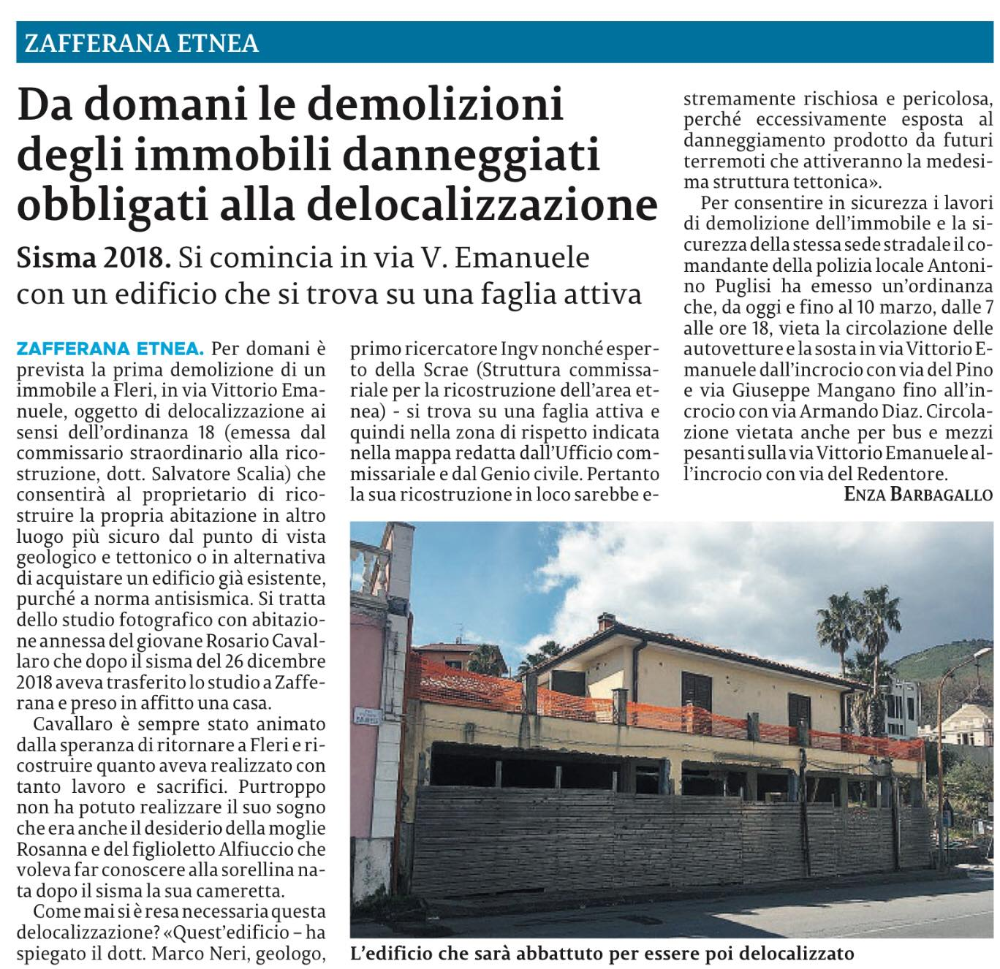 ZAFFERANA ETNEA
Da domani le demolizioni
degli immobili danneggiati
obbligati alla delocalizzazione
Sisma 2018. Si comincia in via V. Emanuele
con un edificio che si trova su una faglia attiva
ZAFFERANA ETNEA. Per domani è
prevista la prima demolizione di un
immobile a Fleri, in via Vittorio Ema-
nuele, oggetto di delocalizzazione ai
sensi dell'ordinanza 18 (emessa dal
commissario straordinario alla rico-
struzione, dott. Salvatore Scalia) che
consentirà al proprietario di rico-
struire la propria abitazione in altro
luogo più sicuro dal punto di vista
geologico e tettonico o in alternativa
di acquistare un edificio già esistente,
purché a norma antisismica. Si tratta
dello studio fotografico con abitazio-
ne annessa del giovane Rosario Caval-
laro che dopo il sisma del 26 dicembre
2018 aveva trasferito lo studio a Zaffe-
rana e preso in affitto una casa.
Cavallaro è sempre stato animato
dalla speranza di ritornare a Fleri e ri-
costruire quanto aveva realizzato con
tanto lavoro e sacrifici. Purtroppo
non ha potuto realizzare il suo sogno
che era anche il desiderio della moglie
Rosanna e del figlioletto Alfiuccio che
voleva far conoscere alla sorellina na-
ta dopo il sisma la sua cameretta.
Come mai si è resa necessaria questa
delocalizzazione? «Quest'edificio – ha
spiegato il dott. Marco Neri, geologo,
primo ricercatore Ingv nonché esper-
to della Scrae (Struttura commissa-
riale per la ricostruzione dell'area et-
nea) - si trova su una faglia attiva e
quindi nella zona di rispetto indicata
nella mappa redatta dall'Ufficio com-
missariale e dal Genio civile. Pertanto
la sua ricostruzione in loco sarebbe e-
stremamente rischiosa e pericolosa,
perché eccessivamente esposta al
danneggiamento prodotto da futuri
terremoti che attiveranno la medesi-
ma struttura tettonica».
Per consentire in sicurezza i lavori
di demolizione dell'immobile e la si-
curezza della stessa sede stradale il co-
mandante della polizia locale Antoni-
no Puglisi ha emesso un'ordinanza
che, da oggi e fino al 10 marzo, dalle 7
alle ore 18, vieta la circolazione delle
autovetture e la sosta in via Vittorio E-
manuele dall'incrocio con via del Pino
e via Giuseppe Mangano fino all'in-
crocio con via Armando Diaz. Circola-
zione vietata anche per bus e mezzi
pesanti sulla via Vittorio Emanuele al-
l'incrocio con via del Redentore.
ENZA BARBAGALLO
L'edificio che sarà abbattuto per essere poi delocalizzato